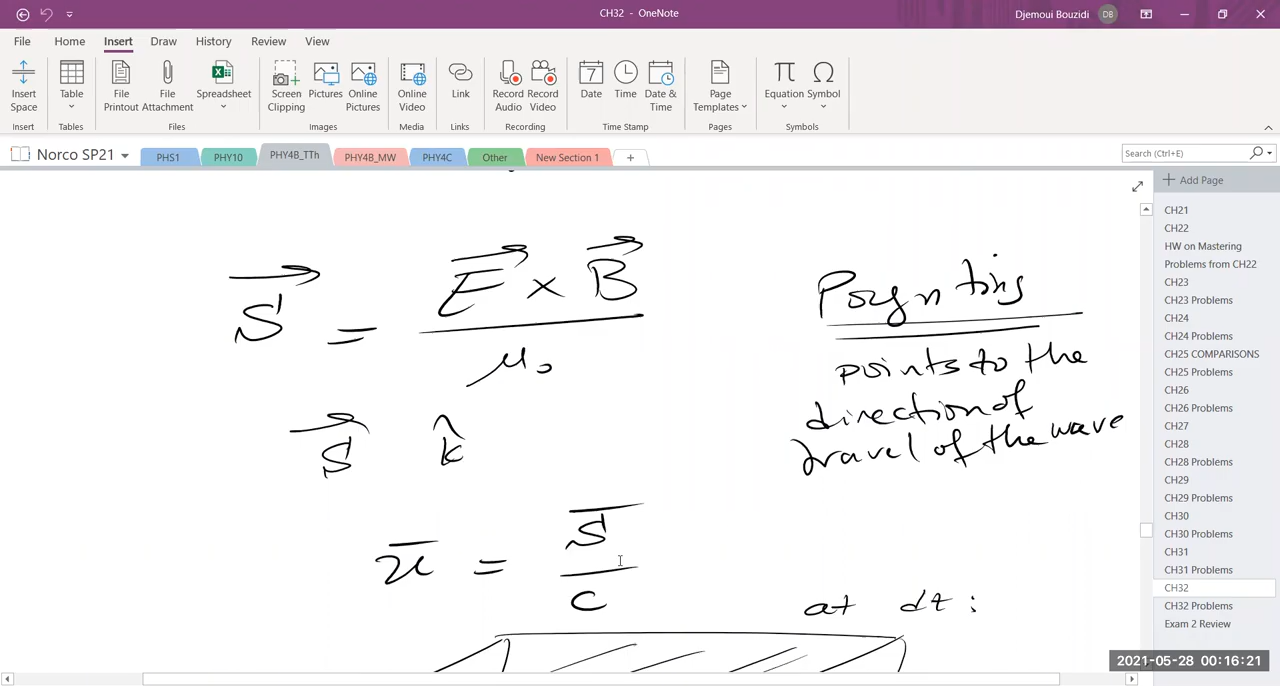 CH32 - OneNote
Djemoui Bouzidi DB
File Home Insert Draw History Review View
Insert Space Table File Printout File Attachment Spreadsheet Screen Clipping Pictures Online Pictures Online Video Link Record Audio Record Video Date Time Date & Time Page Templates Equation Symbol
Insert Tables Files Images Media Links Recording Time Stamp Pages Symbols
Norco SP21 PHS1 PHY10 PHY4B_TTh PHY4B_MW PHY4C Other New Section 1 + Search (Ctrl+E)
S⃗ = E⃗ × B⃗ / μ₀
Poynting
points to the
direction of
travel of the wave
S⃗ k̂
u̅ = S̅ / c
at dt :
Add Page
CH21
CH22
HW on Mastering
Problems from CH22
CH23
CH23 Problems
CH24
CH24 Problems
CH25 COMPARISONS
CH25 Problems
CH26
CH26 Problems
CH27
CH28
CH28 Problems
CH29
CH29 Problems
CH30
CH30 Problems
CH31
CH31 Problems
CH32
CH32 Problems
Exam 2 Review
2021-05-28 00:16:21